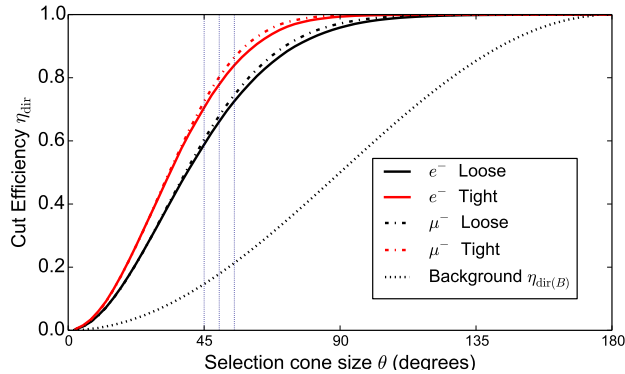 1.0
0.8
0.6
0.4
0.2
0.0
Cut Efficiency η_dir
0 45 90 135 180
Selection cone size θ (degrees)
e⁻ Loose
e⁻ Tight
μ⁻ Loose
μ⁻ Tight
Background η_dir(B)